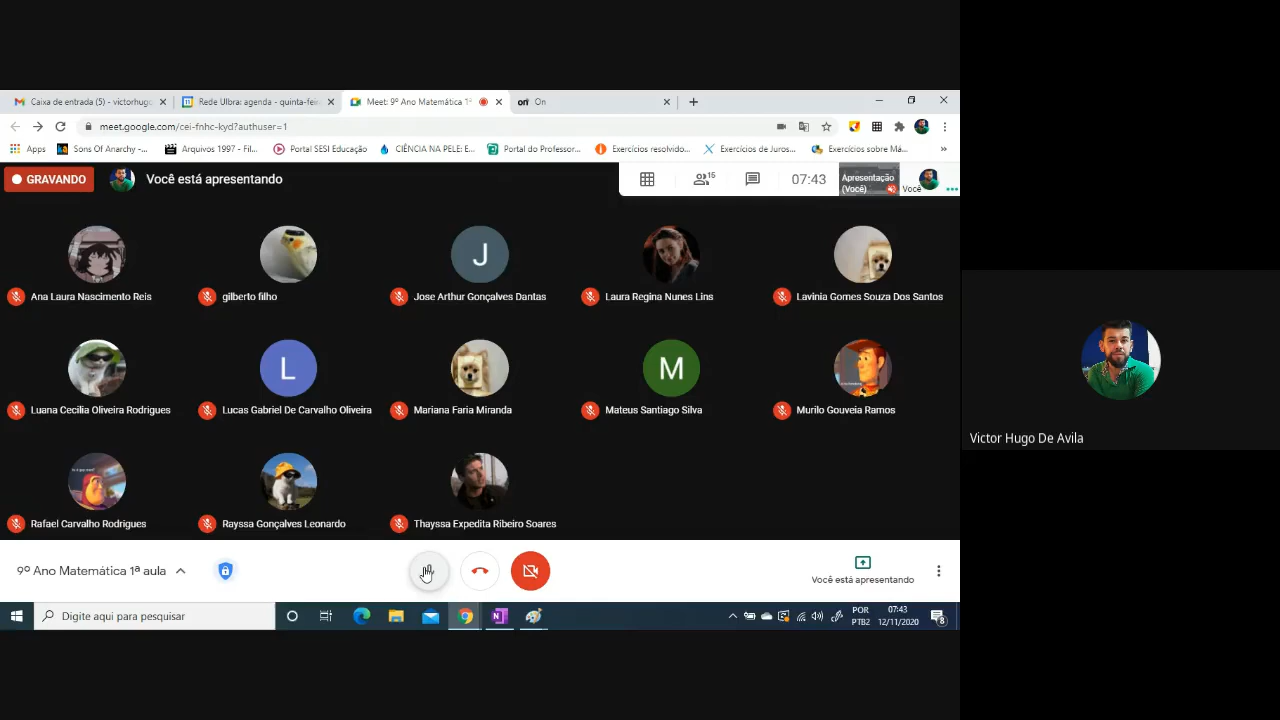 Caixa de entrada (5) - victorhugo
Rede Ulbra: agenda - quinta-fei
Meet: 9º Ano Matemática 1ª
on
On
meet.google.com/cei-fnhc-kyd?authuser=1
Apps
Sons Of Anarchy -...
Arquivos 1997 - Fil...
Portal SESI Educação
CIÊNCIA NA PELE: E...
Portal do Professor...
Exercícios resolvido...
Exercícios de Juros...
Exercícios sobre Má...
»
GRAVANDO
Você está apresentando
15
07:43
Apresentação
(Você)
Você
Ana Laura Nascimento Reis
gilberto filho
J
Jose Arthur Gonçalves Dantas
Laura Regina Nunes Lins
Lavinia Gomes Souza Dos Santos
Luana Cecilia Oliveira Rodrigues
L
Lucas Gabriel De Carvalho Oliveira
Mariana Faria Miranda
M
Mateus Santiago Silva
Murilo Gouveia Ramos
Victor Hugo De Avila
Rafael Carvalho Rodrigues
Rayssa Gonçalves Leonardo
Thayssa Expedita Ribeiro Soares
9º Ano Matemática 1ª aula
Você está apresentando
Digite aqui para pesquisar
POR
PTB2
07:43
12/11/2020
8